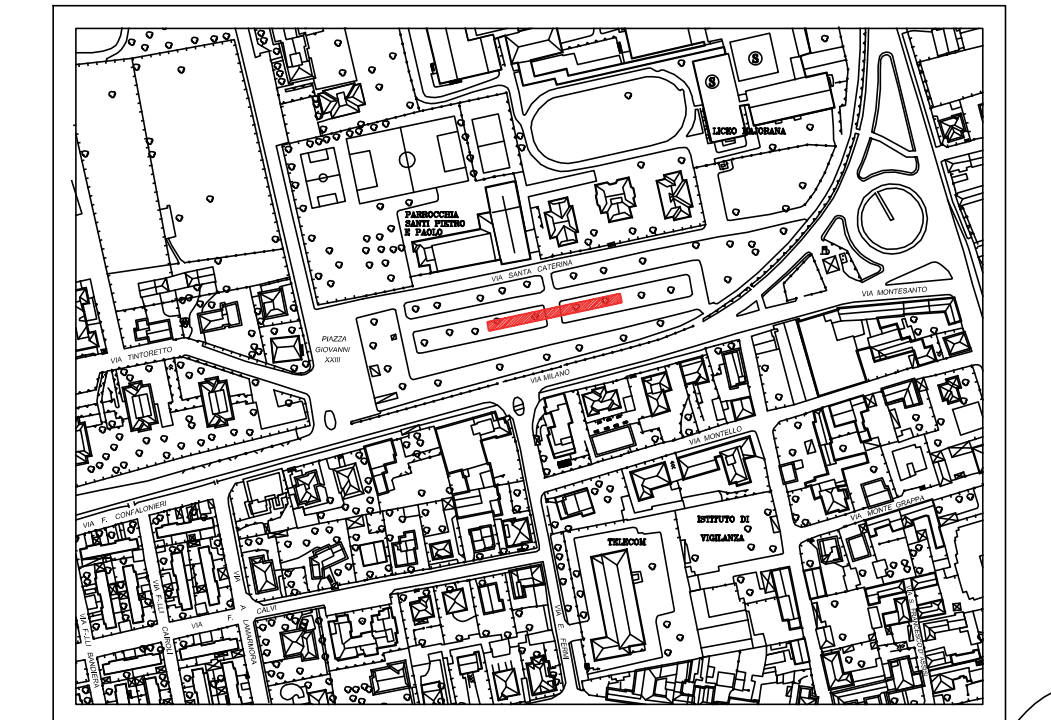 S
S
LICEO MAJORANA
PARROCCHIA
SANTI PIETRO
E PAOLO
VIA SANTA CATERINA
VIA MONTESANTO
PIAZZA
GIOVANNI
XXIII
VIA TINTORETTO
VIA MILANO
VIA MONTELLO
VIA F. CONFALONIERI
VIA MONTE GRAPPA
ISTITUTO DI
VIGILANZA
TELECOM
VIA F. CALVI
VIA A. LAMARMORA
VIA F.LLI CAIROLI
VIA F.LLI BANDIERA
VIA E. FERMI